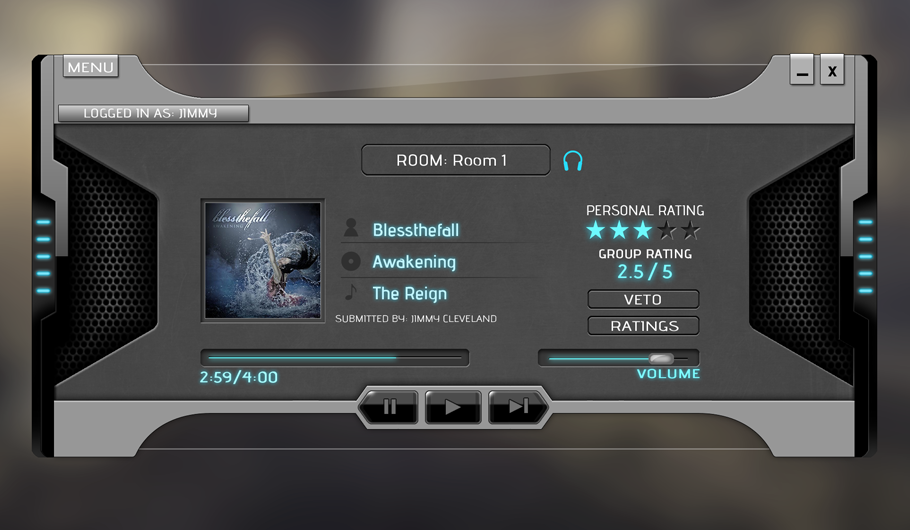 MENU
X
LOGGED IN AS: JIMMY
ROOM: Room 1
blessthefall
AWAKENING
Blessthefall
Awakening
The Reign
SUBMITTED BY: JIMMY CLEVELAND
PERSONAL RATING
GROUP RATING
2.5 / 5
VETO
RATINGS
2:59/4:00
VOLUME